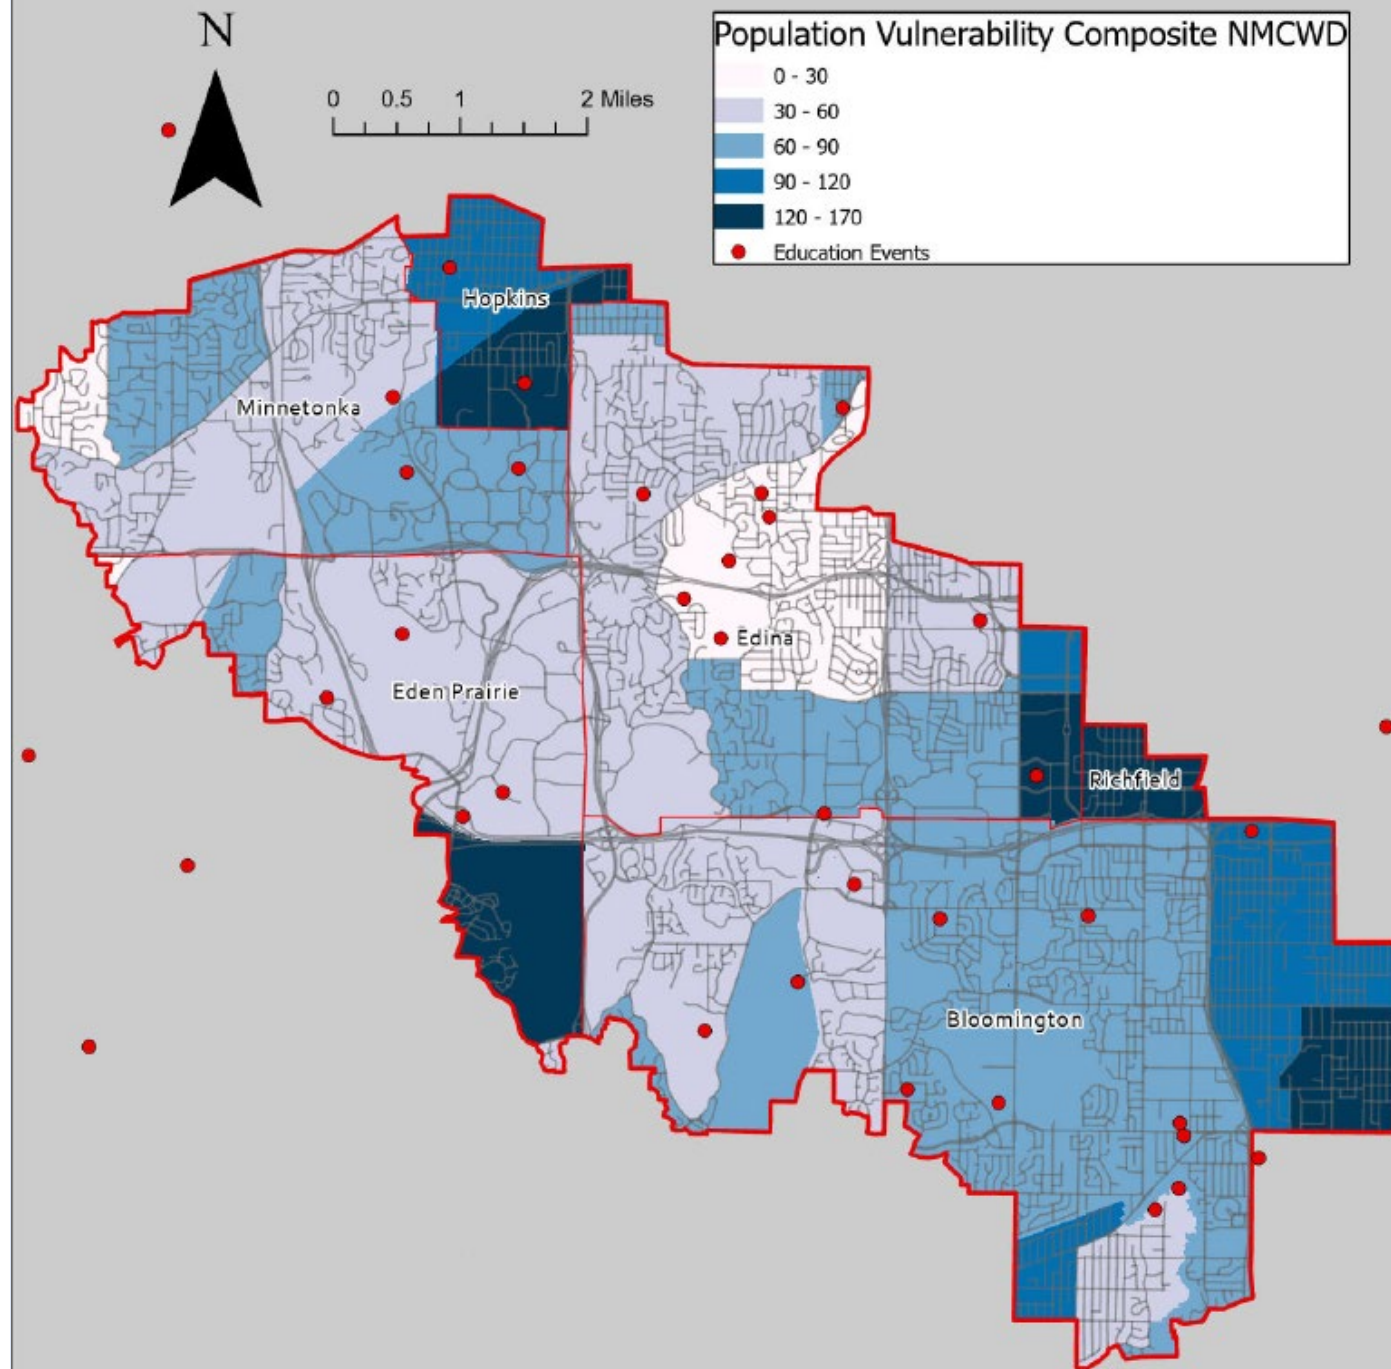 N
0 0.5 1 2 Miles
Population Vulnerability Composite NMCWD
0 - 30
30 - 60
60 - 90
90 - 120
120 - 170
Education Events
Hopkins
Minnetonka
Edina
Eden Prairie
Richfield
Bloomington